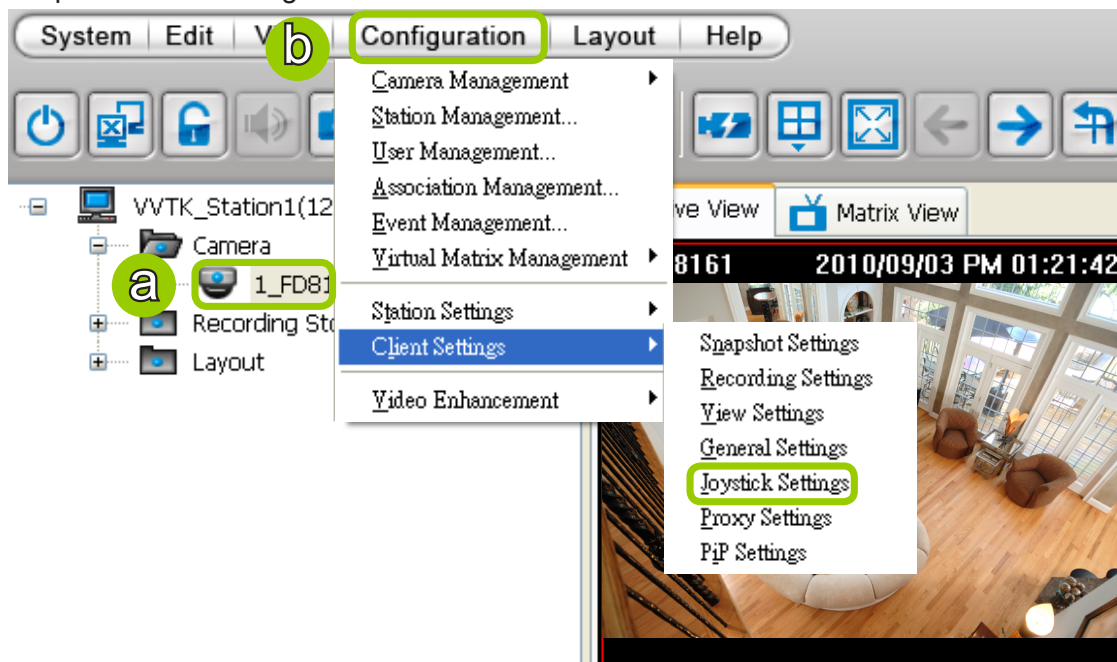 System Edit V Configuration Layout Help
b
Camera Management
Station Management...
User Management...
Association Management...
Event Management...
Virtual Matrix Management
Station Settings
Client Settings
Video Enhancement
VVTK_Station1(12
Camera
a
1_FD81
Recording Sto
Layout
ve View Matrix View
8161 2010/09/03 PM 01:21:42
Snapshot Settings
Recording Settings
View Settings
General Settings
Joystick Settings
Proxy Settings
PiP Settings